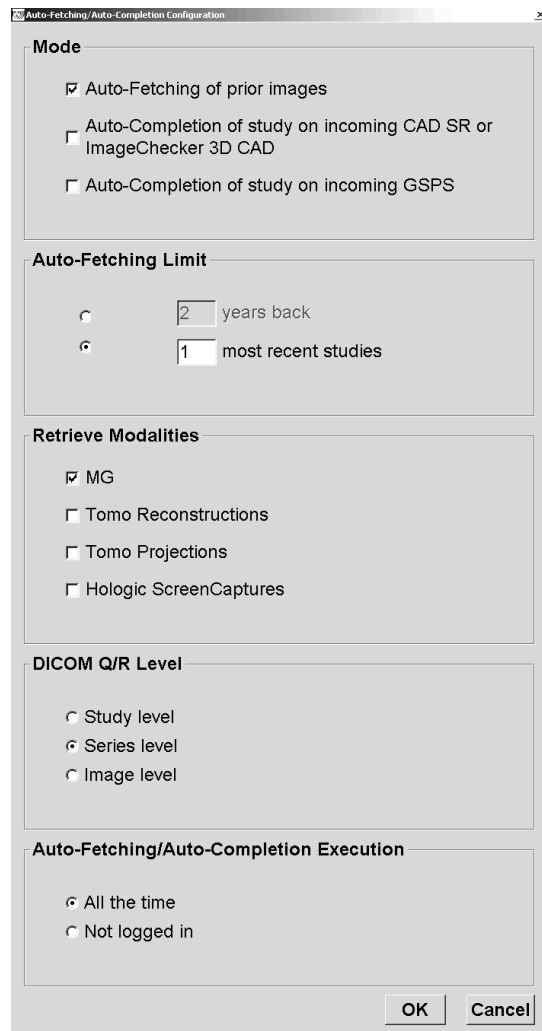 Auto-Fetching/Auto-Completion Configuration
Mode
Auto-Fetching of prior images
Auto-Completion of study on incoming CAD SR or
ImageChecker 3D CAD
Auto-Completion of study on incoming GSPS
Auto-Fetching Limit
2 years back
1 most recent studies
Retrieve Modalities
MG
Tomo Reconstructions
Tomo Projections
Hologic ScreenCaptures
DICOM Q/R Level
Study level
Series level
Image level
Auto-Fetching/Auto-Completion Execution
All the time
Not logged in
OK Cancel